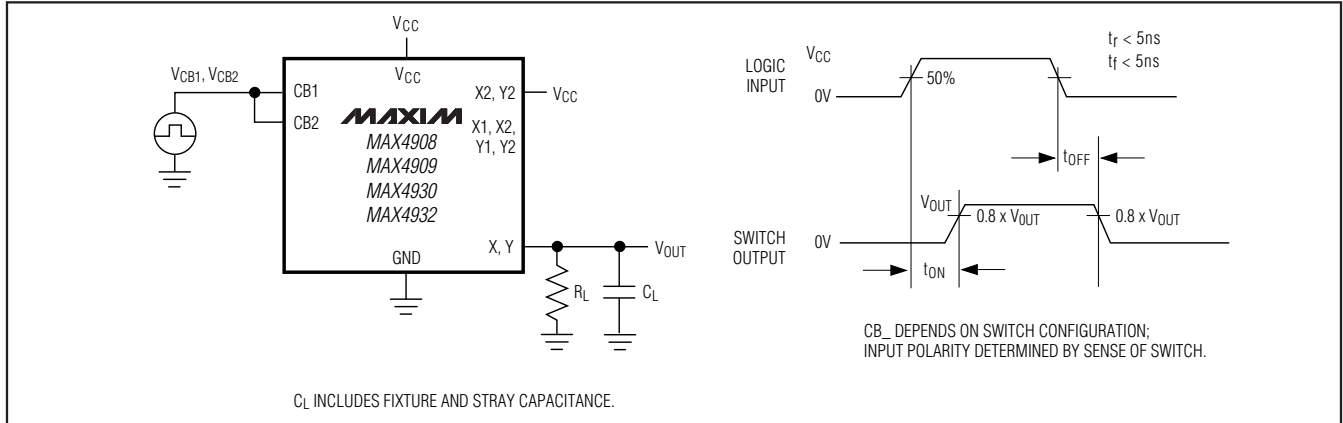 VCC
VCB1, VCB2
VCC
CB1
CB2
MAXIM
MAX4908
MAX4909
MAX4930
MAX4932
X2, Y2
VCC
X1, X2,
Y1, Y2
X, Y
VOUT
GND
RL
CL
CL INCLUDES FIXTURE AND STRAY CAPACITANCE.
LOGIC
INPUT
VCC
0V
50%
tr < 5ns
tf < 5ns
tOFF
SWITCH
OUTPUT
VOUT
0V
0.8 x VOUT
0.8 x VOUT
tON
CB_ DEPENDS ON SWITCH CONFIGURATION;
INPUT POLARITY DETERMINED BY SENSE OF SWITCH.